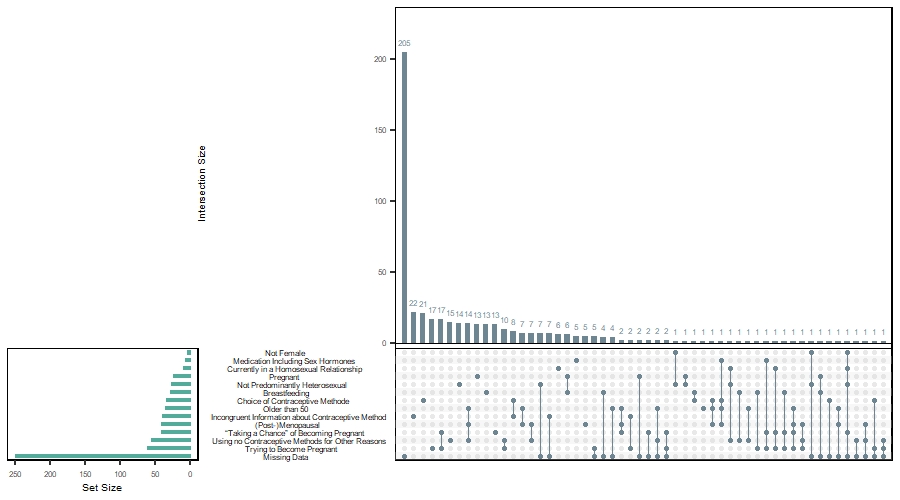 205
200
150
100
50
0
Intersection Size
22 21 17 17 15 14 14 13 13 13 10 8 7 7 7 7 6 6 5 5 5 4 4 2 2 2 2 2 2 1 1 1 1 1 1 1 1 1 1 1 1 1 1 1 1 1 1 1 1 1 1 1 1
Not Female
Medication Including Sex Hormones
Currently in a Homosexual Relationship
Pregnant
Not Predominantly Heterosexual
Breastfeeding
Choice of Contraceptive Methode
Older than 50
Incongruent Information about Contraceptive Method
(Post-)Menopausal
"Taking a Chance" of Becoming Pregnant
Using no Contraceptive Methods for Other Reasons
Trying to Become Pregnant
Missing Data
250 200 150 100 50 0
Set Size